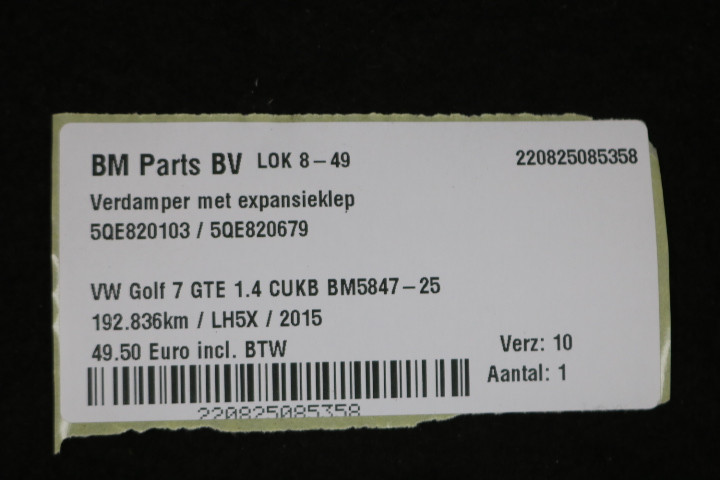 BM Parts BV LOK 8-49 220825085358
Verdamper met expansieklep
5QE820103 / 5QE820679
VW Golf 7 GTE 1.4 CUKB BM5847-25
192.836km / LH5X / 2015
49.50 Euro incl. BTW
Verz: 10
Aantal: 1
220825085358